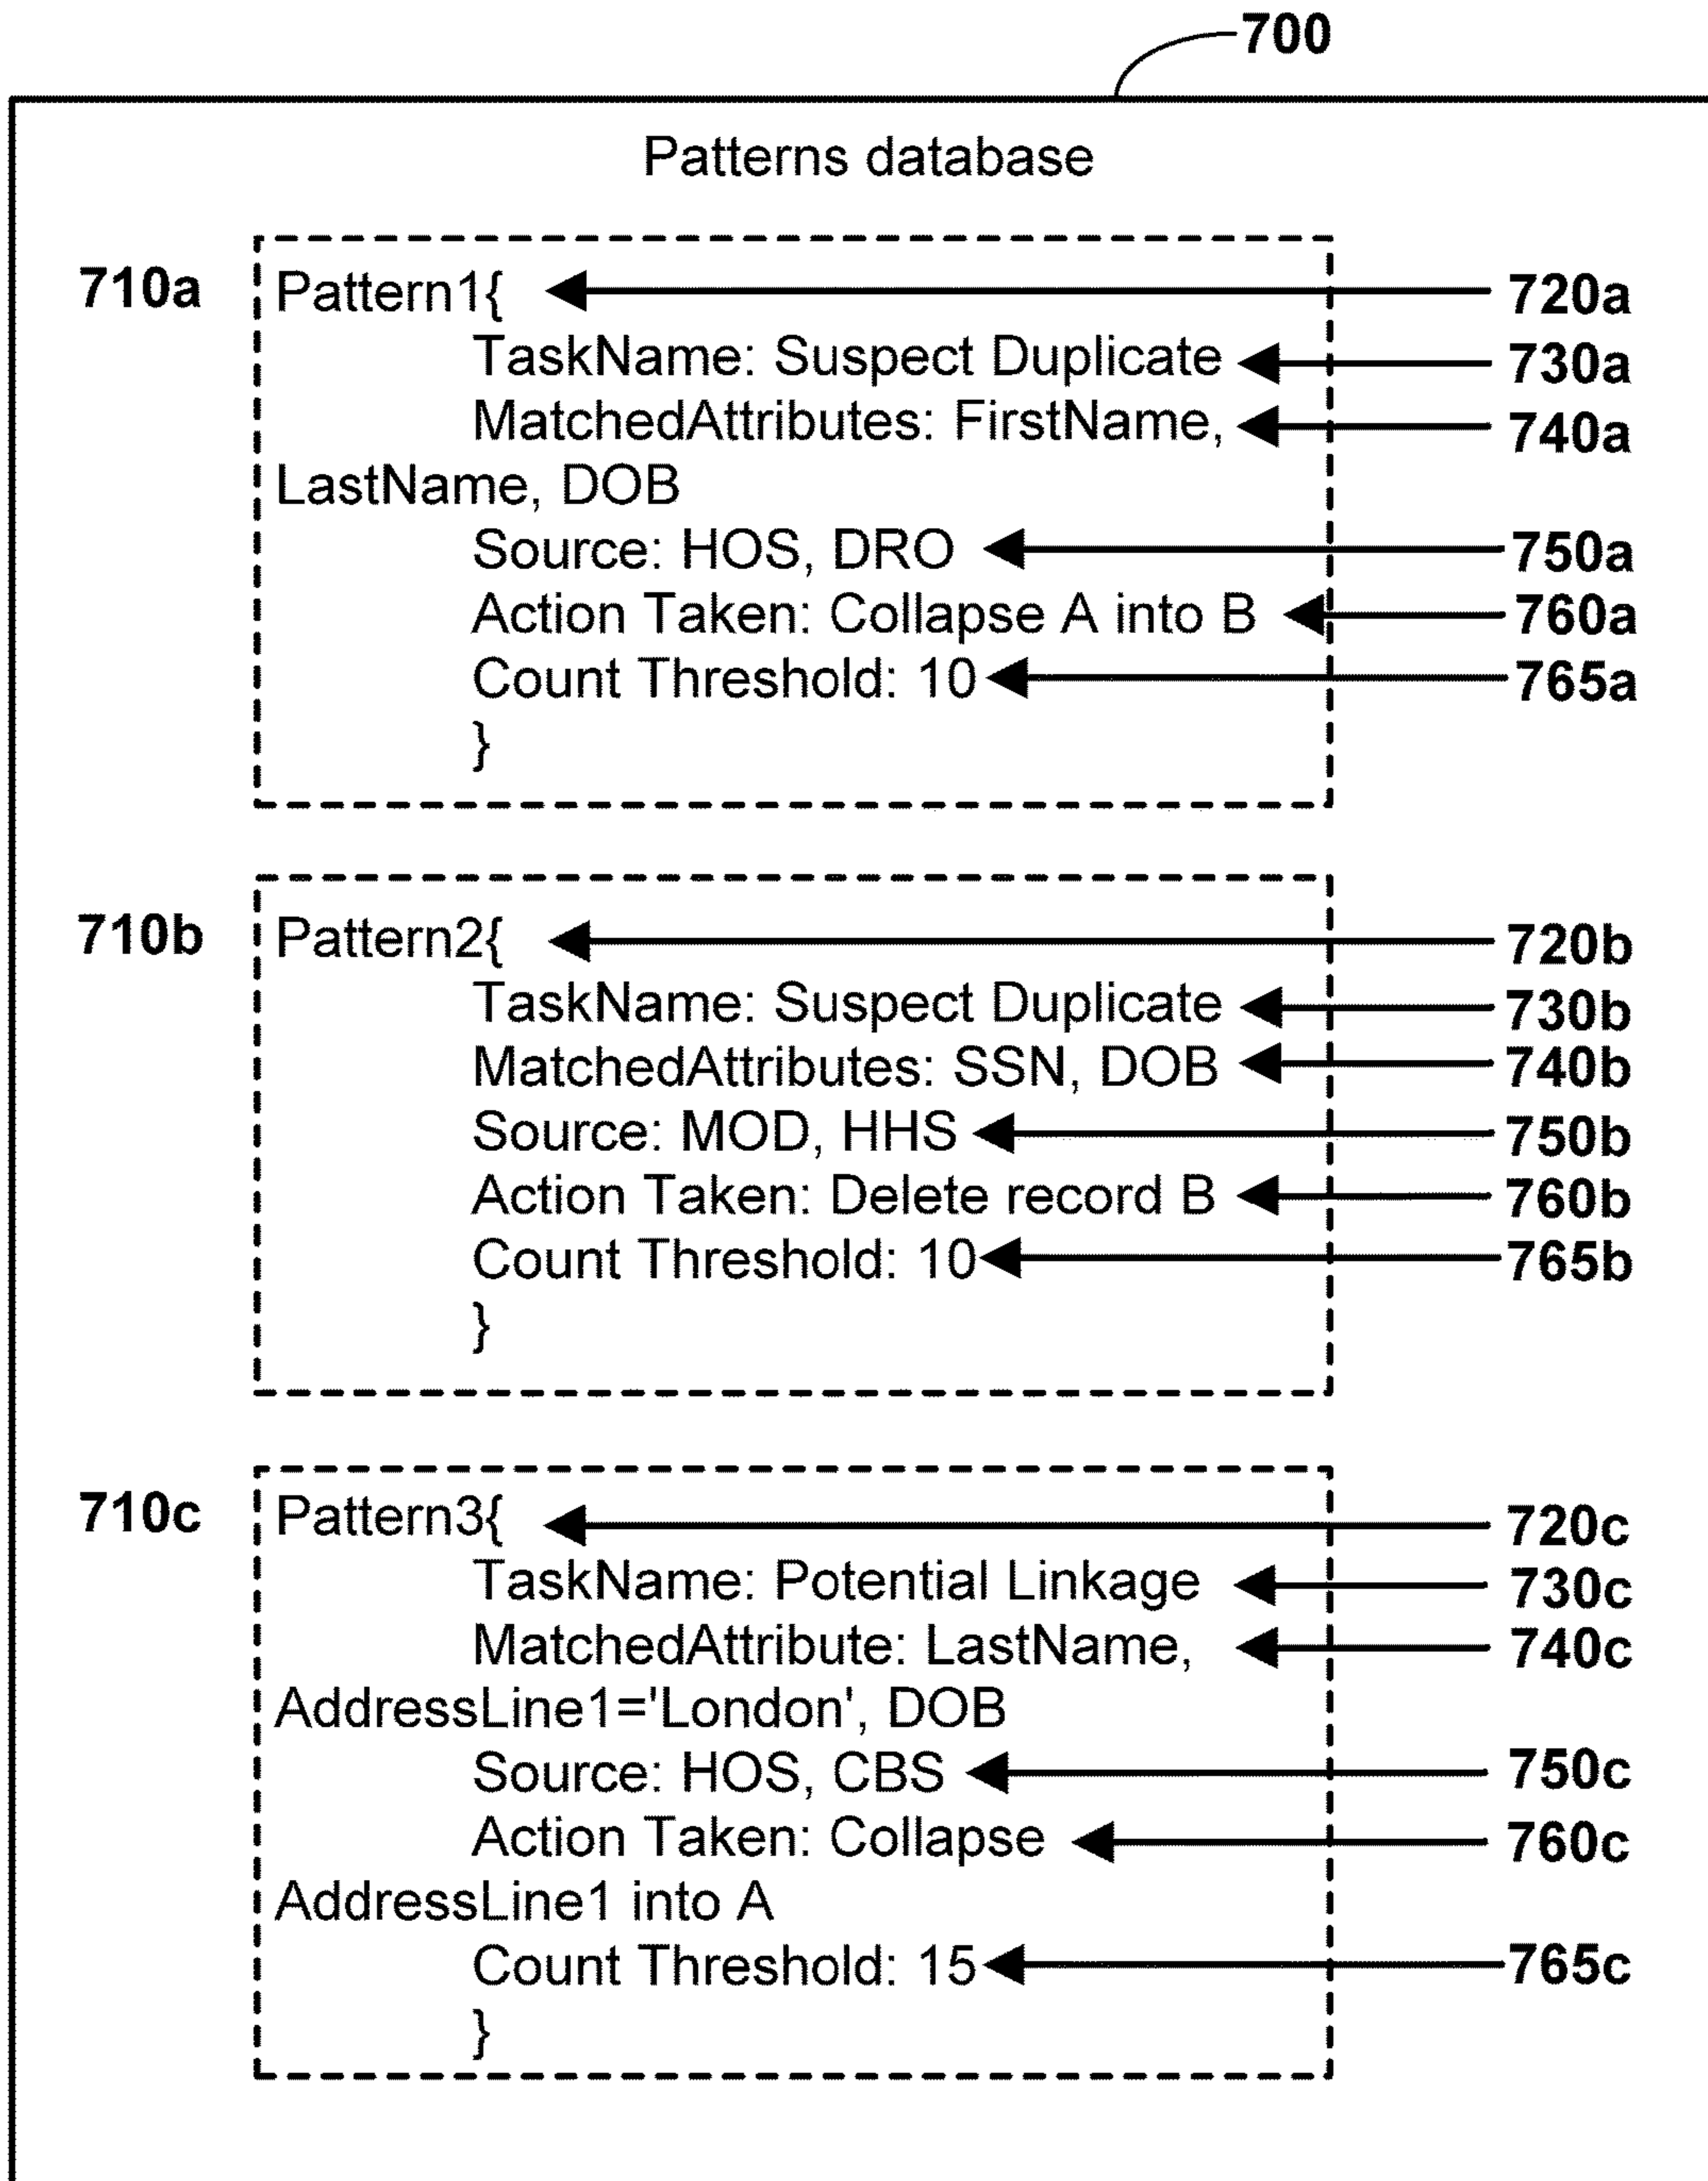 700
Patterns database
710a Pattern1{ 720a
TaskName: Suspect Duplicate 730a
MatchedAttributes: FirstName, 740a
LastName, DOB
Source: HOS, DRO 750a
Action Taken: Collapse A into B 760a
Count Threshold: 10 765a
}
710b Pattern2{ 720b
TaskName: Suspect Duplicate 730b
MatchedAttributes: SSN, DOB 740b
Source: MOD, HHS 750b
Action Taken: Delete record B 760b
Count Threshold: 10 765b
}
710c Pattern3{ 720c
TaskName: Potential Linkage 730c
MatchedAttribute: LastName, 740c
AddressLine1='London', DOB
Source: HOS, CBS 750c
Action Taken: Collapse 760c
AddressLine1 into A
Count Threshold: 15 765c
}